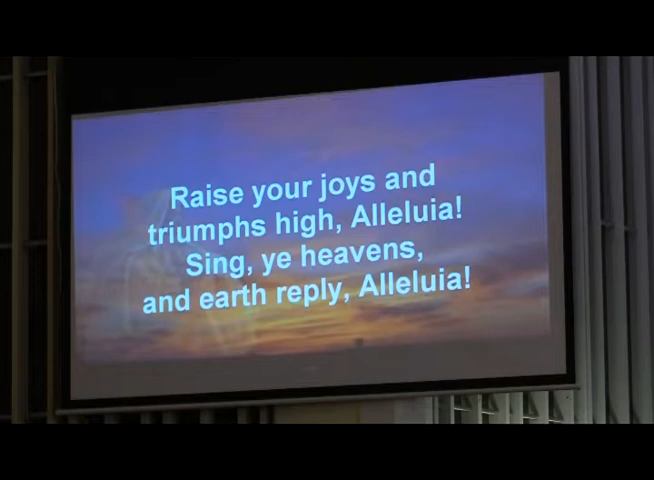 Raise your joys and
triumphs high, Alleluia!
Sing, ye heavens,
and earth reply, Alleluia!